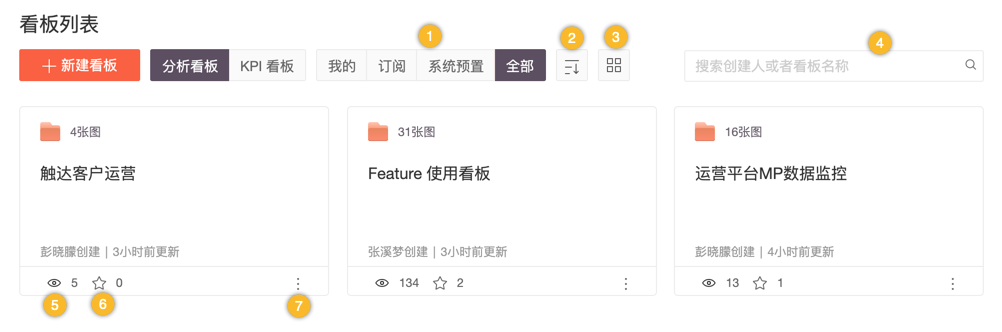 看板列表
1 2 3 4
新建看板 分析看板 KPI 看板 我的 订阅 系统预置 全部 搜索创建人或者看板名称
4张图 31张图 16张图
触达客户运营 Feature 使用看板 运营平台MP数据监控
彭晓朦创建 | 3小时前更新 张溪梦创建 | 3小时前更新 彭晓朦创建 | 4小时前更新
5 0 134 2 13 1
5 6 7